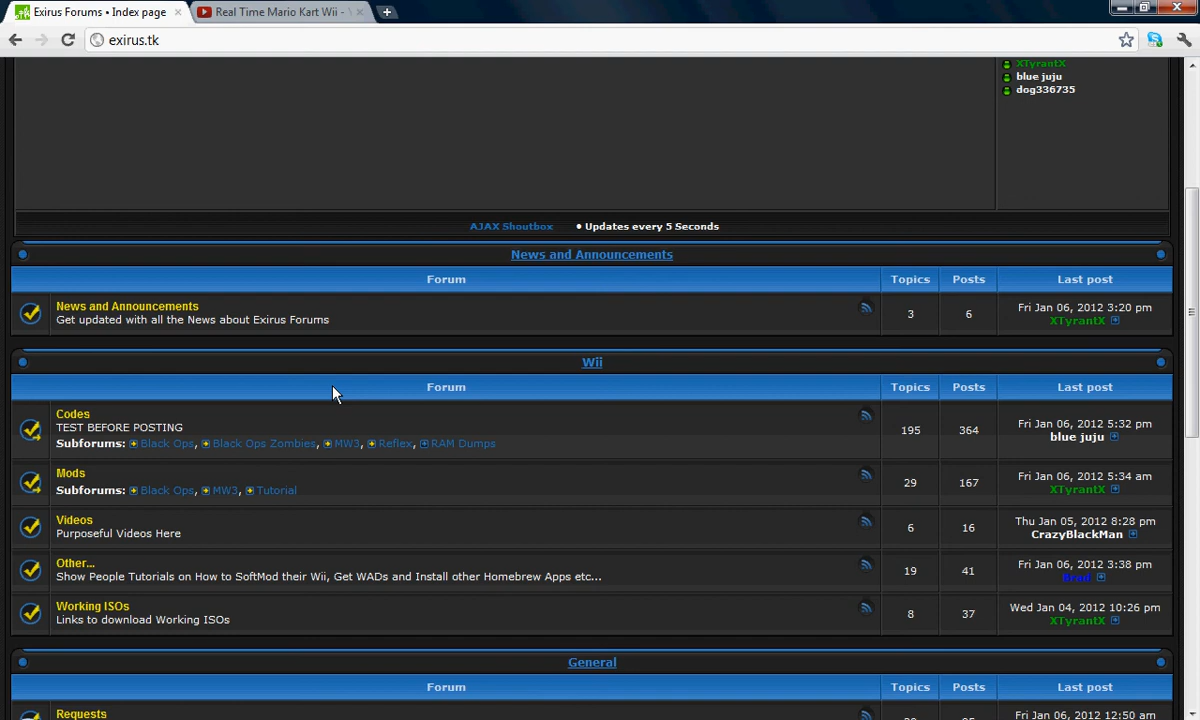 Exirus Forums • Index page
Real Time Mario Kart Wii -
exirus.tk
XTyrantX
blue juju
dog336735
AJAX Shoutbox • Updates every 5 Seconds
News and Announcements
Forum Topics Posts Last post
News and Announcements
Get updated with all the News about Exirus Forums
3 6
Fri Jan 06, 2012 3:20 pm
XTyrantX
Wii
Forum Topics Posts Last post
Codes
TEST BEFORE POSTING
Subforums: Black Ops, Black Ops Zombies, MW3, Reflex, RAM Dumps
195 364
Fri Jan 06, 2012 5:32 pm
blue juju
Mods
Subforums: Black Ops, MW3, Tutorial
29 167
Fri Jan 06, 2012 5:34 am
XTyrantX
Videos
Purposeful Videos Here
6 16
Thu Jan 05, 2012 8:28 pm
CrazyBlackMan
Other...
Show People Tutorials on How to SoftMod their Wii, Get WADs and Install other Homebrew Apps etc...
19 41
Fri Jan 06, 2012 3:38 pm
Brad
Working ISOs
Links to download Working ISOs
8 37
Wed Jan 04, 2012 10:26 pm
XTyrantX
General
Forum Topics Posts Last post
Requests
Fri Jan 06, 2012 12:50 am